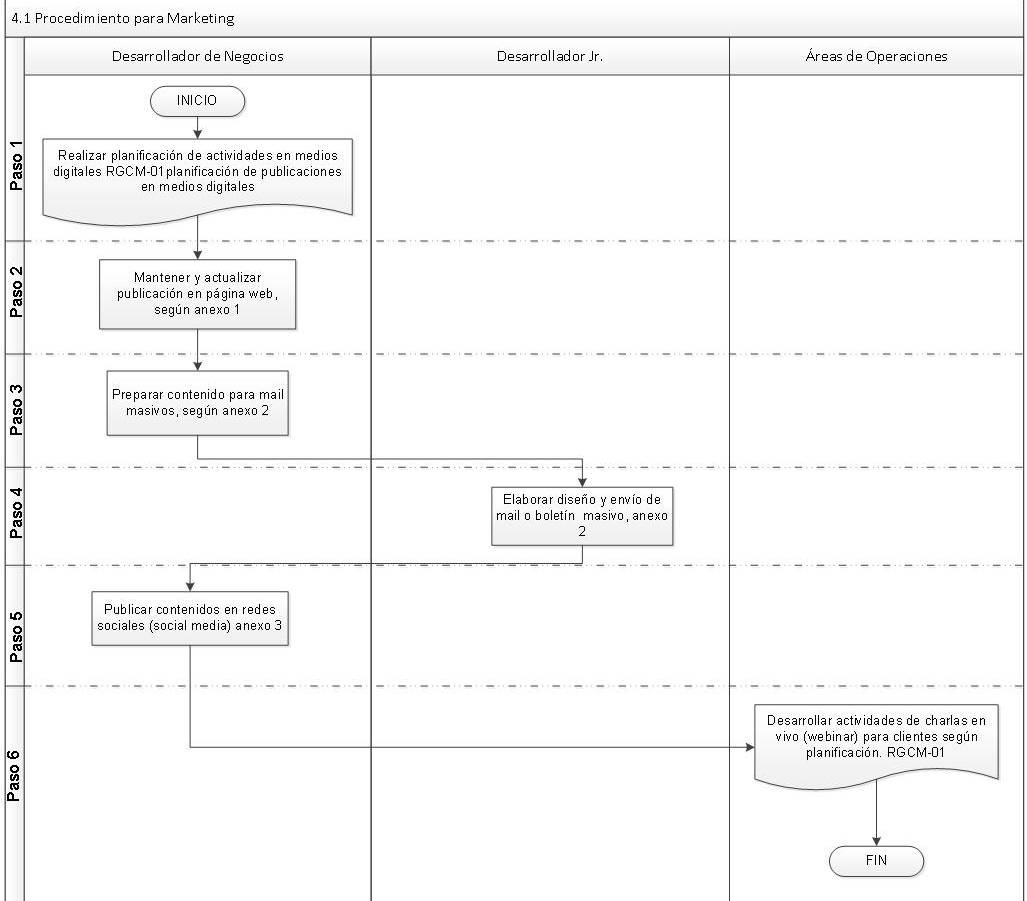 4.1 Procedimiento para Marketing
Desarrollador de Negocios
Desarrollador Jr.
Áreas de Operaciones
Paso 1
INICIO
Realizar planificación de actividades en medios
digitales RGCM-01planificación de publicaciones
en medios digitales
Paso 2
Mantener y actualizar
publicación en página web,
según anexo 1
Paso 3
Preparar contenido para mail
masivos, según anexo 2
Paso 4
Elaborar diseño y envío de
mail o boletín masivo, anexo
2
Paso 5
Publicar contenidos en redes
sociales (social media) anexo 3
Paso 6
Desarrollar actividades de charlas en
vivo (webinar) para clientes según
planificación. RGCM-01
FIN